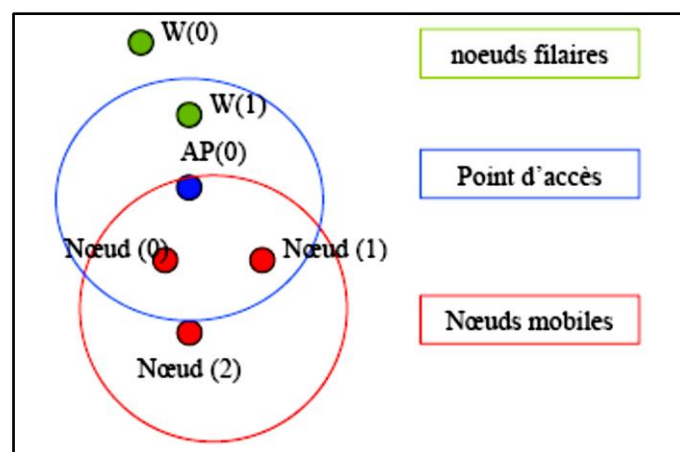 W(0)
noeuds filaires
W(1)
AP(0)
Point d'accès
Nœud (0)
Nœud (1)
Nœuds mobiles
Nœud (2)